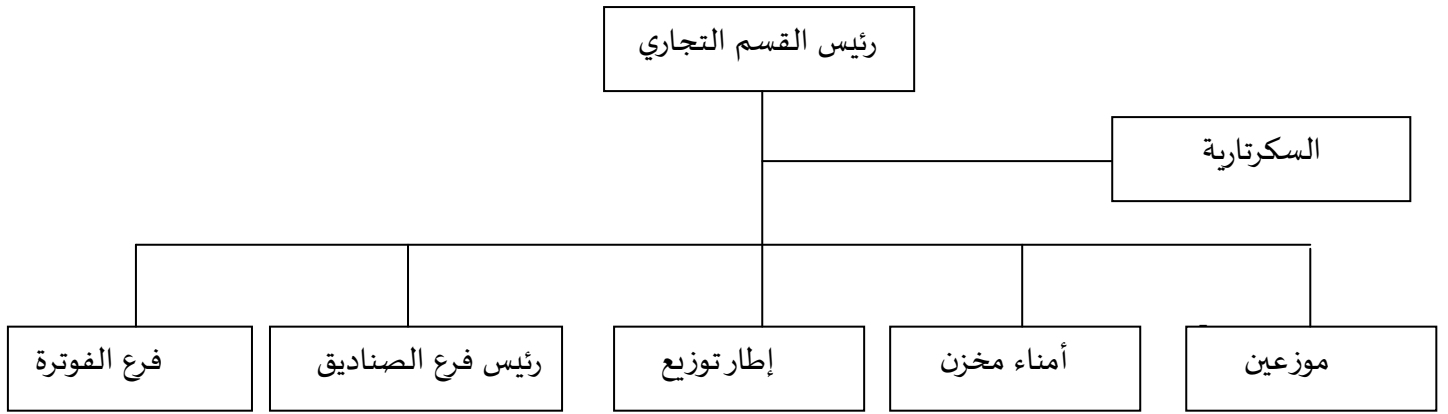 رئيس القسم التجاري
السكرتارية
موزعين
أمناء مخزن
إطار توزيع
رئيس فرع الصناديق
فرع الفوترة